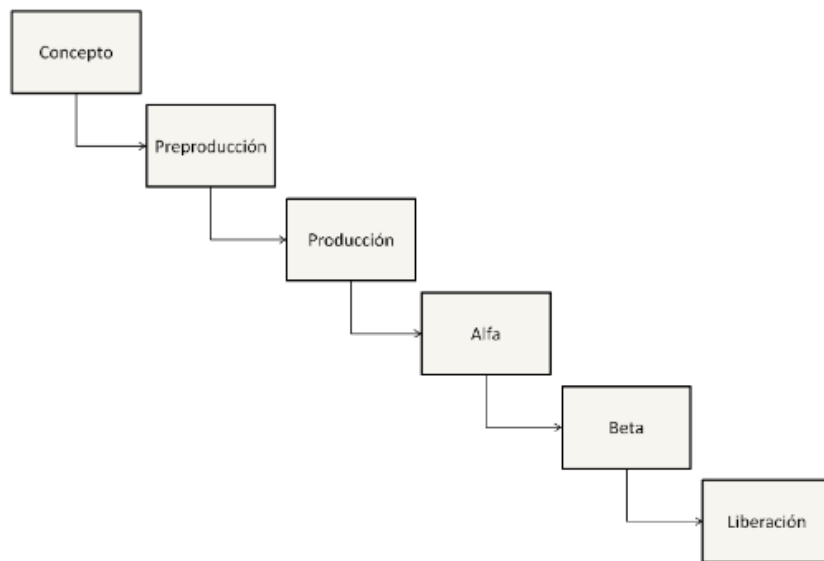 Concepto
Preproducción
Producción
Alfa
Beta
Liberación